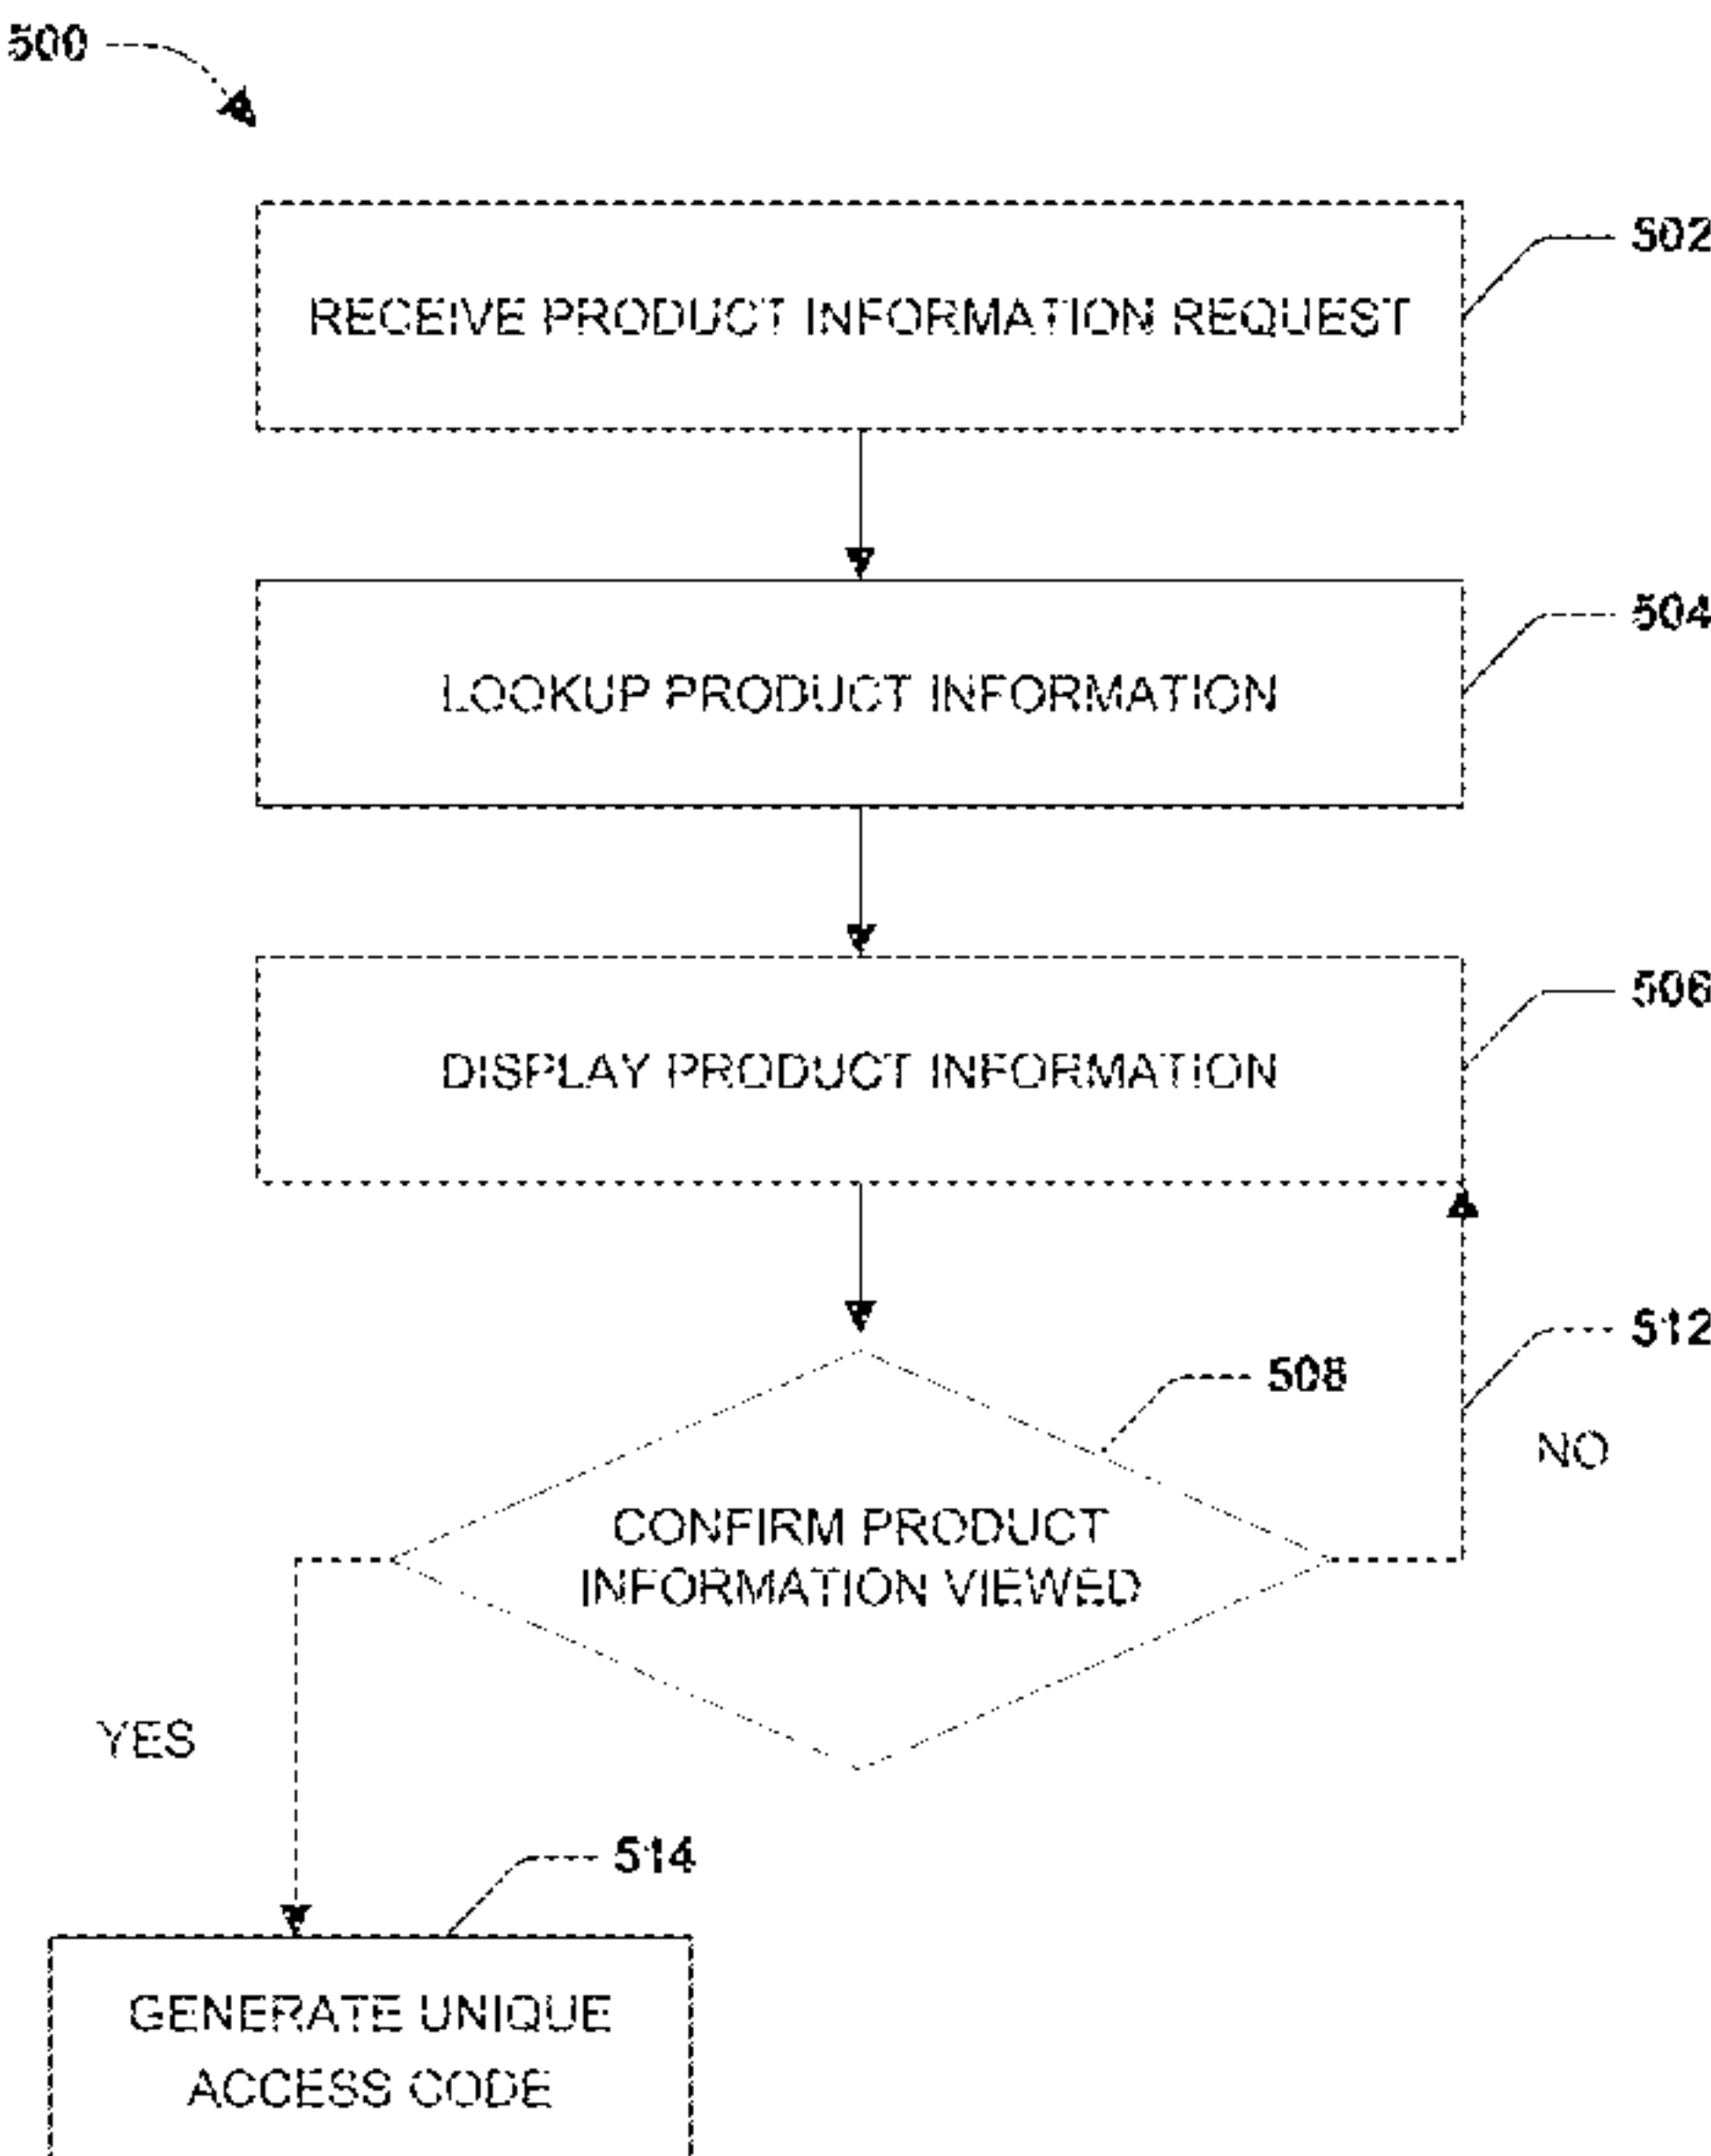 500
RECEIVE PRODUCT INFORMATION REQUEST
502
LOOKUP PRODUCT INFORMATION
504
DISPLAY PRODUCT INFORMATION
506
512
508
NO
CONFIRM PRODUCT
INFORMATION VIEWED
YES
514
GENERATE UNIQUE
ACCESS CODE